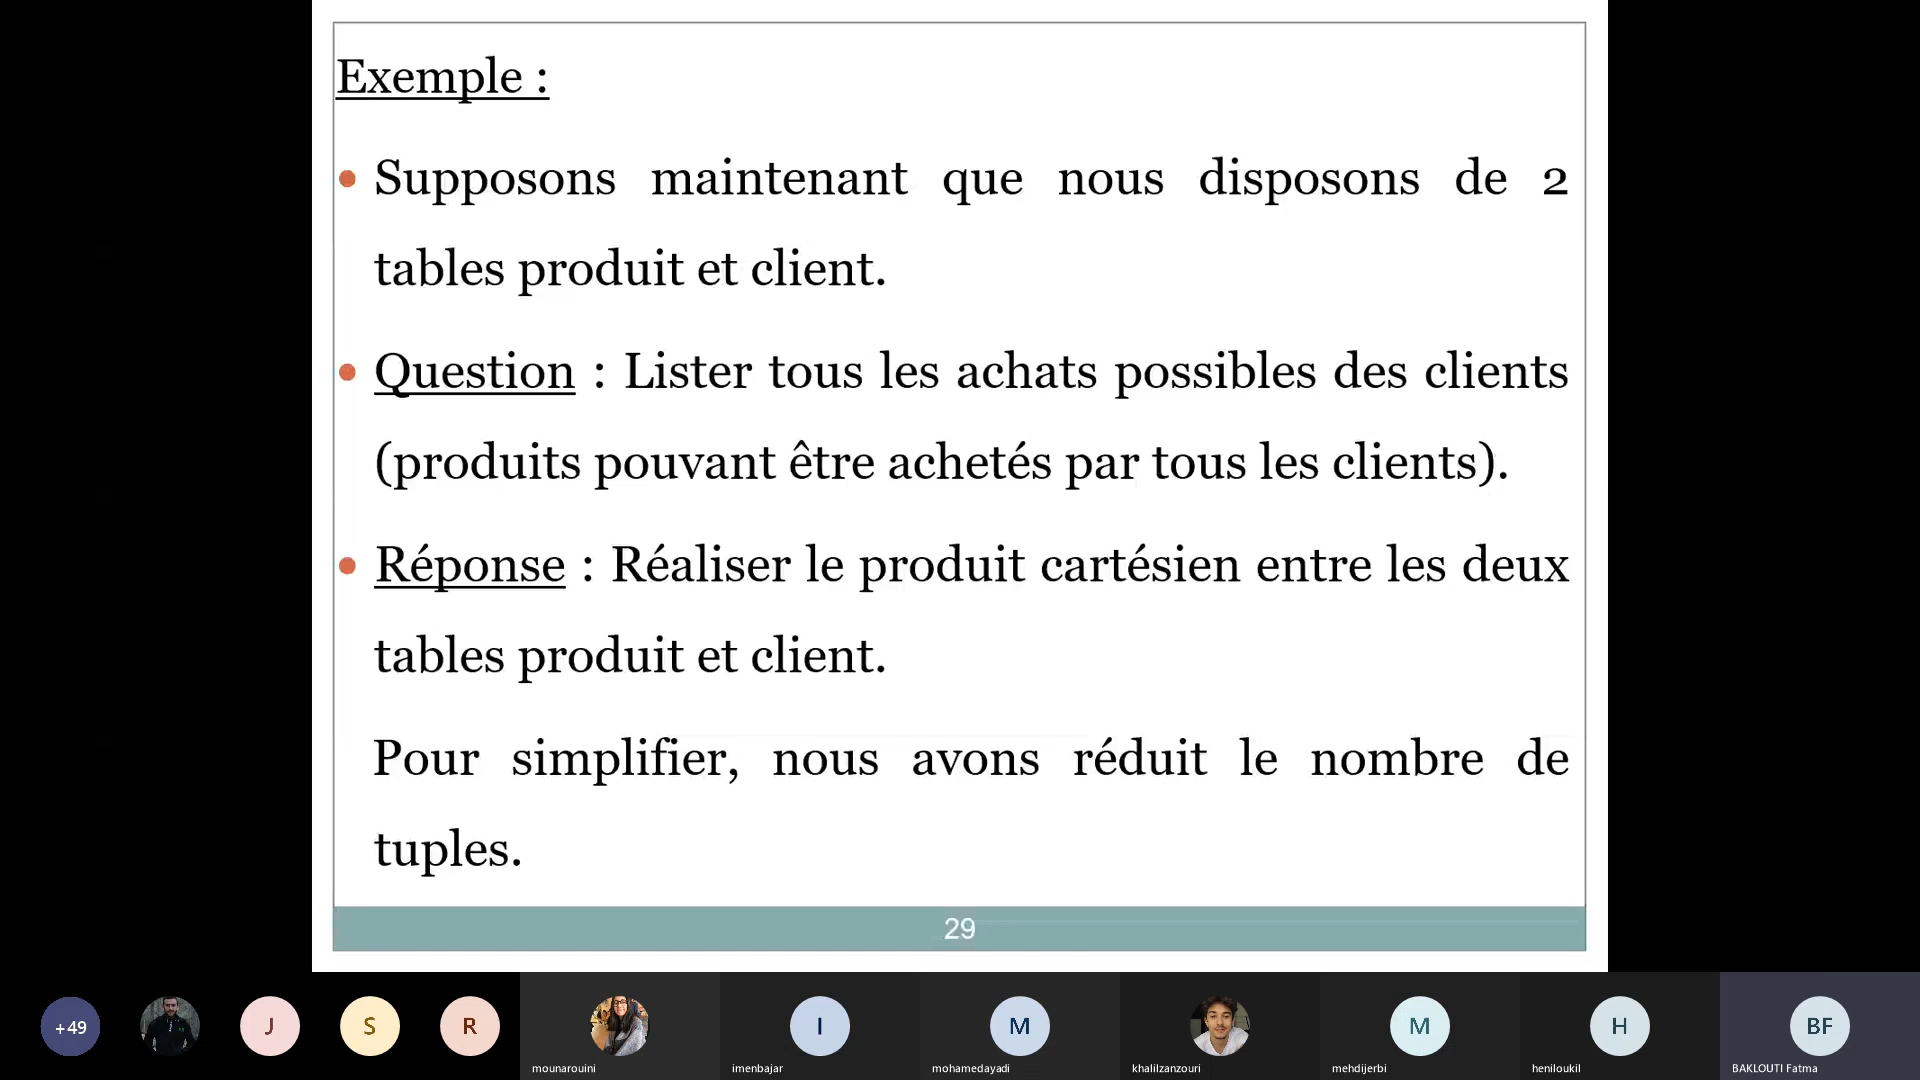 Exemple :
Supposons maintenant que nous disposons de 2
tables produit et client.
Question : Lister tous les achats possibles des clients
(produits pouvant être achetés par tous les clients).
Réponse : Réaliser le produit cartésien entre les deux
tables produit et client.
Pour simplifier, nous avons réduit le nombre de
tuples.
29
+49
J
S
R
I
M
M
H
BF
mounarouini
imenbajar
mohamedayadi
khalilzanzouri
mehdijerbi
heniloukil
BAKLOUTI Fatma